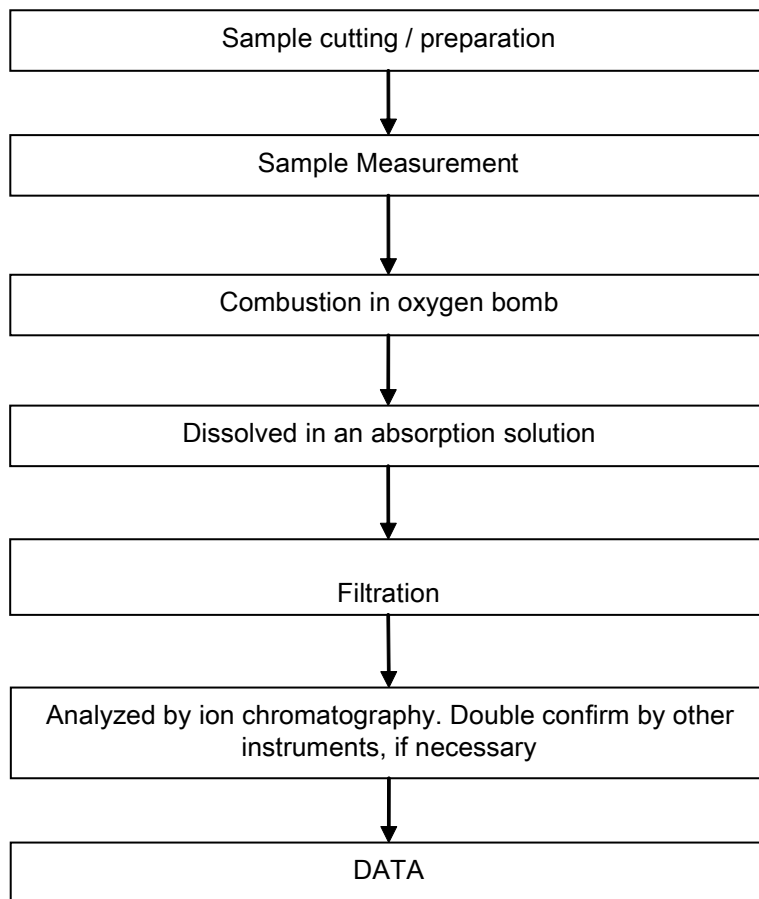 Sample cutting / preparation
Sample Measurement
Combustion in oxygen bomb
Dissolved in an absorption solution
Filtration
Analyzed by ion chromatography. Double confirm by other
instruments, if necessary
DATA